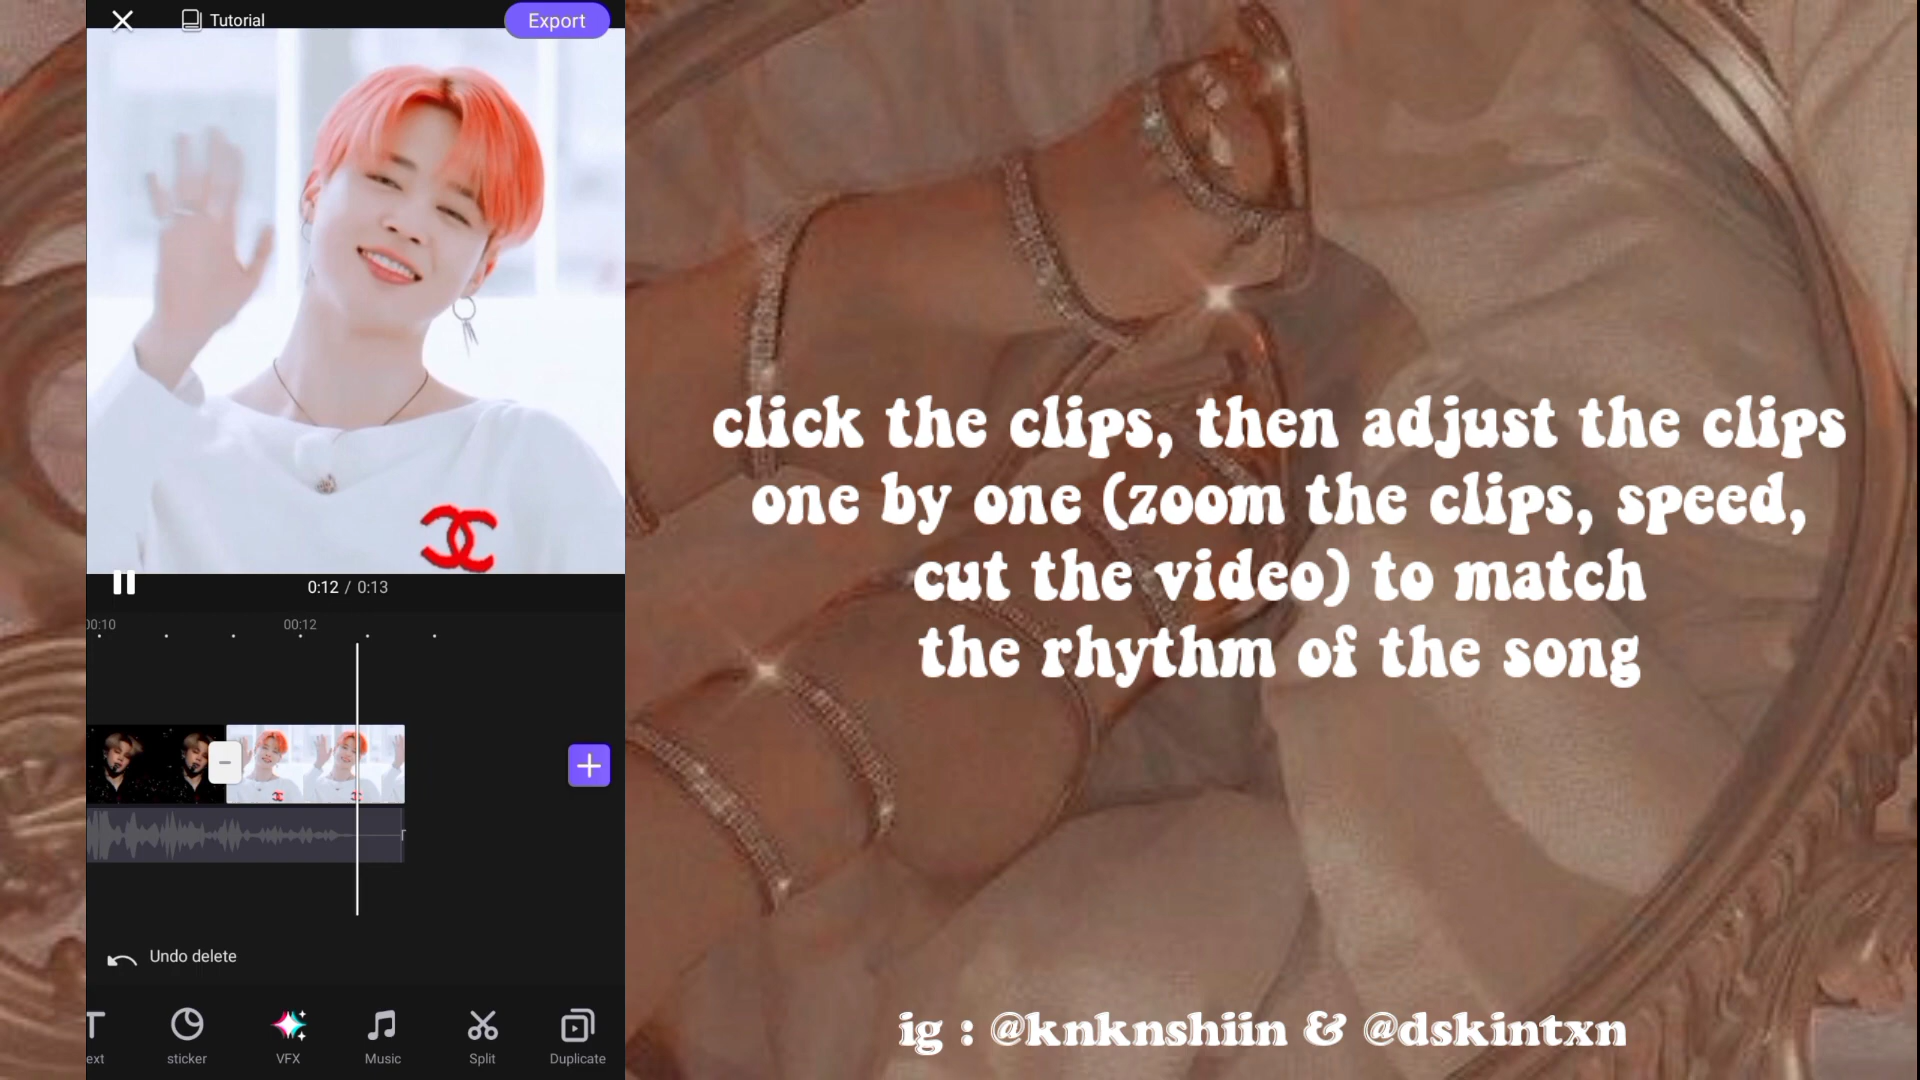 Tutorial
Export
0:12 / 0:13
00:10
00:12
Undo delete
ext
sticker
VFX
Music
Split
Duplicate
click the clips, then adjust the clips
one by one (zoom the clips, speed,
cut the video) to match
the rhythm of the song
ig : @knknshiin & @dskintxn